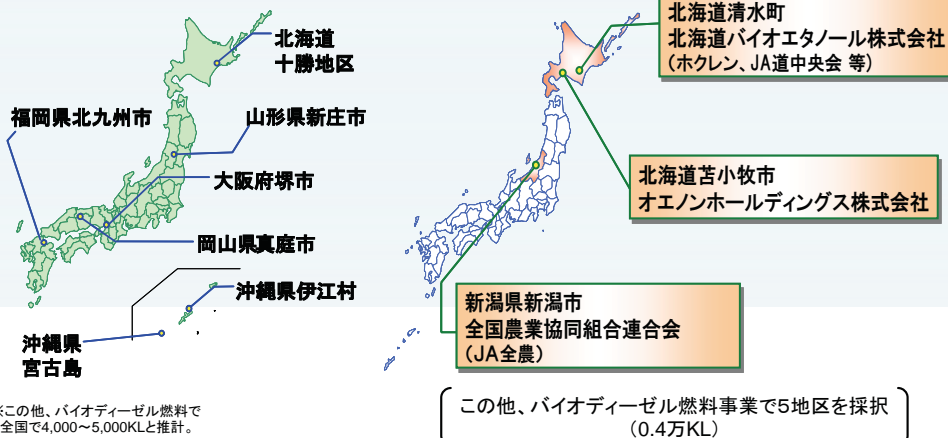 北海道
十勝地区
福岡県北九州市
山形県新庄市
大阪府堺市
岡山県真庭市
沖縄県伊江村
沖縄県
宮古島
※この他、バイオディーゼル燃料で
全国で4,000～5,000KLと推計。
北海道清水町
北海道バイオエタノール株式会社
(ホクレン、JA道中央会 等)
北海道苫小牧市
オエノンホールディングス株式会社
新潟県新潟市
全国農業協同組合連合会
(JA全農)
この他、バイオディーゼル燃料事業で5地区を採択
(0.4万KL)